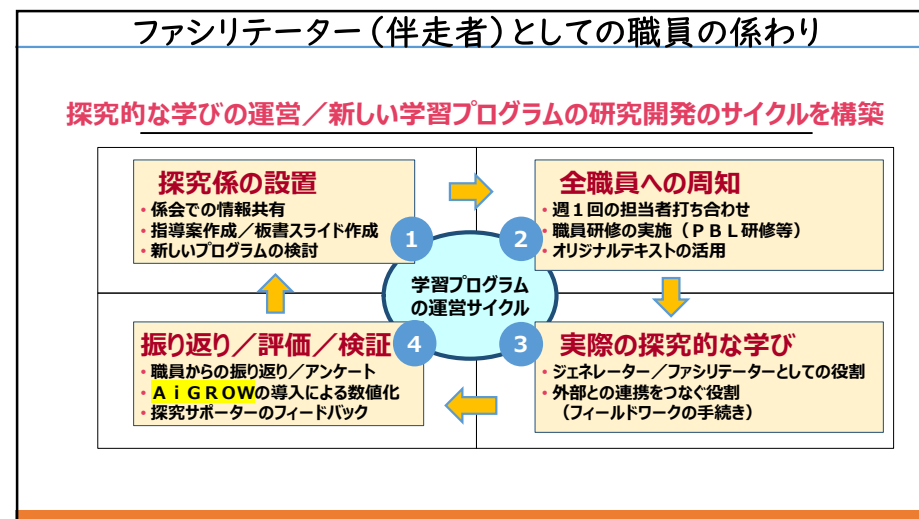 ファシリテーター（伴走者）としての職員の係わり
探究的な学びの運営／新しい学習プログラムの研究開発のサイクルを構築
探究係の設置
・係会での情報共有
・指導案作成／板書スライド作成
・新しいプログラムの検討
1
全職員への周知
・週１回の担当者打ち合わせ
・職員研修の実施（ＰＢＬ研修等）
・オリジナルテキストの活用
2
学習プログラム
の運営サイクル
振り返り／評価／検証
・職員からの振り返り／アンケート
・ＡｉＧＲＯＷの導入による数値化
・探究サポーターのフィードバック
4
実際の探究的な学び
・ジェネレーター／ファシリテーターとしての役割
・外部との連携をつなぐ役割
（フィールドワークの手続き）
3